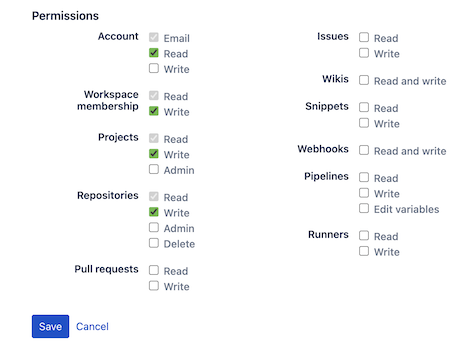 Permissions
Account
Email
Read
Write
Workspace
membership
Read
Write
Projects
Read
Write
Admin
Repositories
Read
Write
Admin
Delete
Pull requests
Read
Write
Issues
Read
Write
Wikis
Read and write
Snippets
Read
Write
Webhooks
Read and write
Pipelines
Read
Write
Edit variables
Runners
Read
Write
Save
Cancel